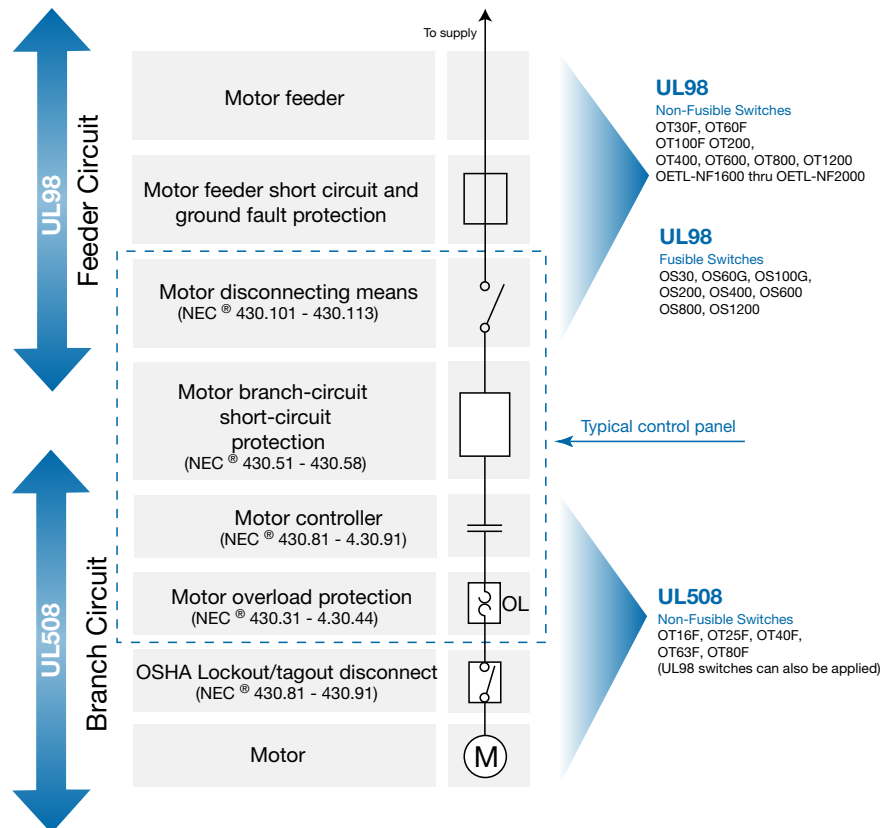 To supply
UL98
Feeder Circuit
Motor feeder
Motor feeder short circuit and
ground fault protection
Motor disconnecting means
(NEC ® 430.101 - 430.113)
Motor branch-circuit
short-circuit
protection
(NEC ® 430.51 - 430.58)
Motor controller
(NEC ® 430.81 - 4.30.91)
Motor overload protection
(NEC ® 430.31 - 4.30.44)
OL
OSHA Lockout/tagout disconnect
(NEC ® 430.81 - 430.91)
Motor
M
UL508
Branch Circuit
UL98
Non-Fusible Switches
OT30F, OT60F
OT100F OT200,
OT400, OT600, OT800, OT1200
OETL-NF1600 thru OETL-NF2000
UL98
Fusible Switches
OS30, OS60G, OS100G,
OS200, OS400, OS600
OS800, OS1200
Typical control panel
UL508
Non-Fusible Switches
OT16F, OT25F, OT40F,
OT63F, OT80F
(UL98 switches can also be applied)